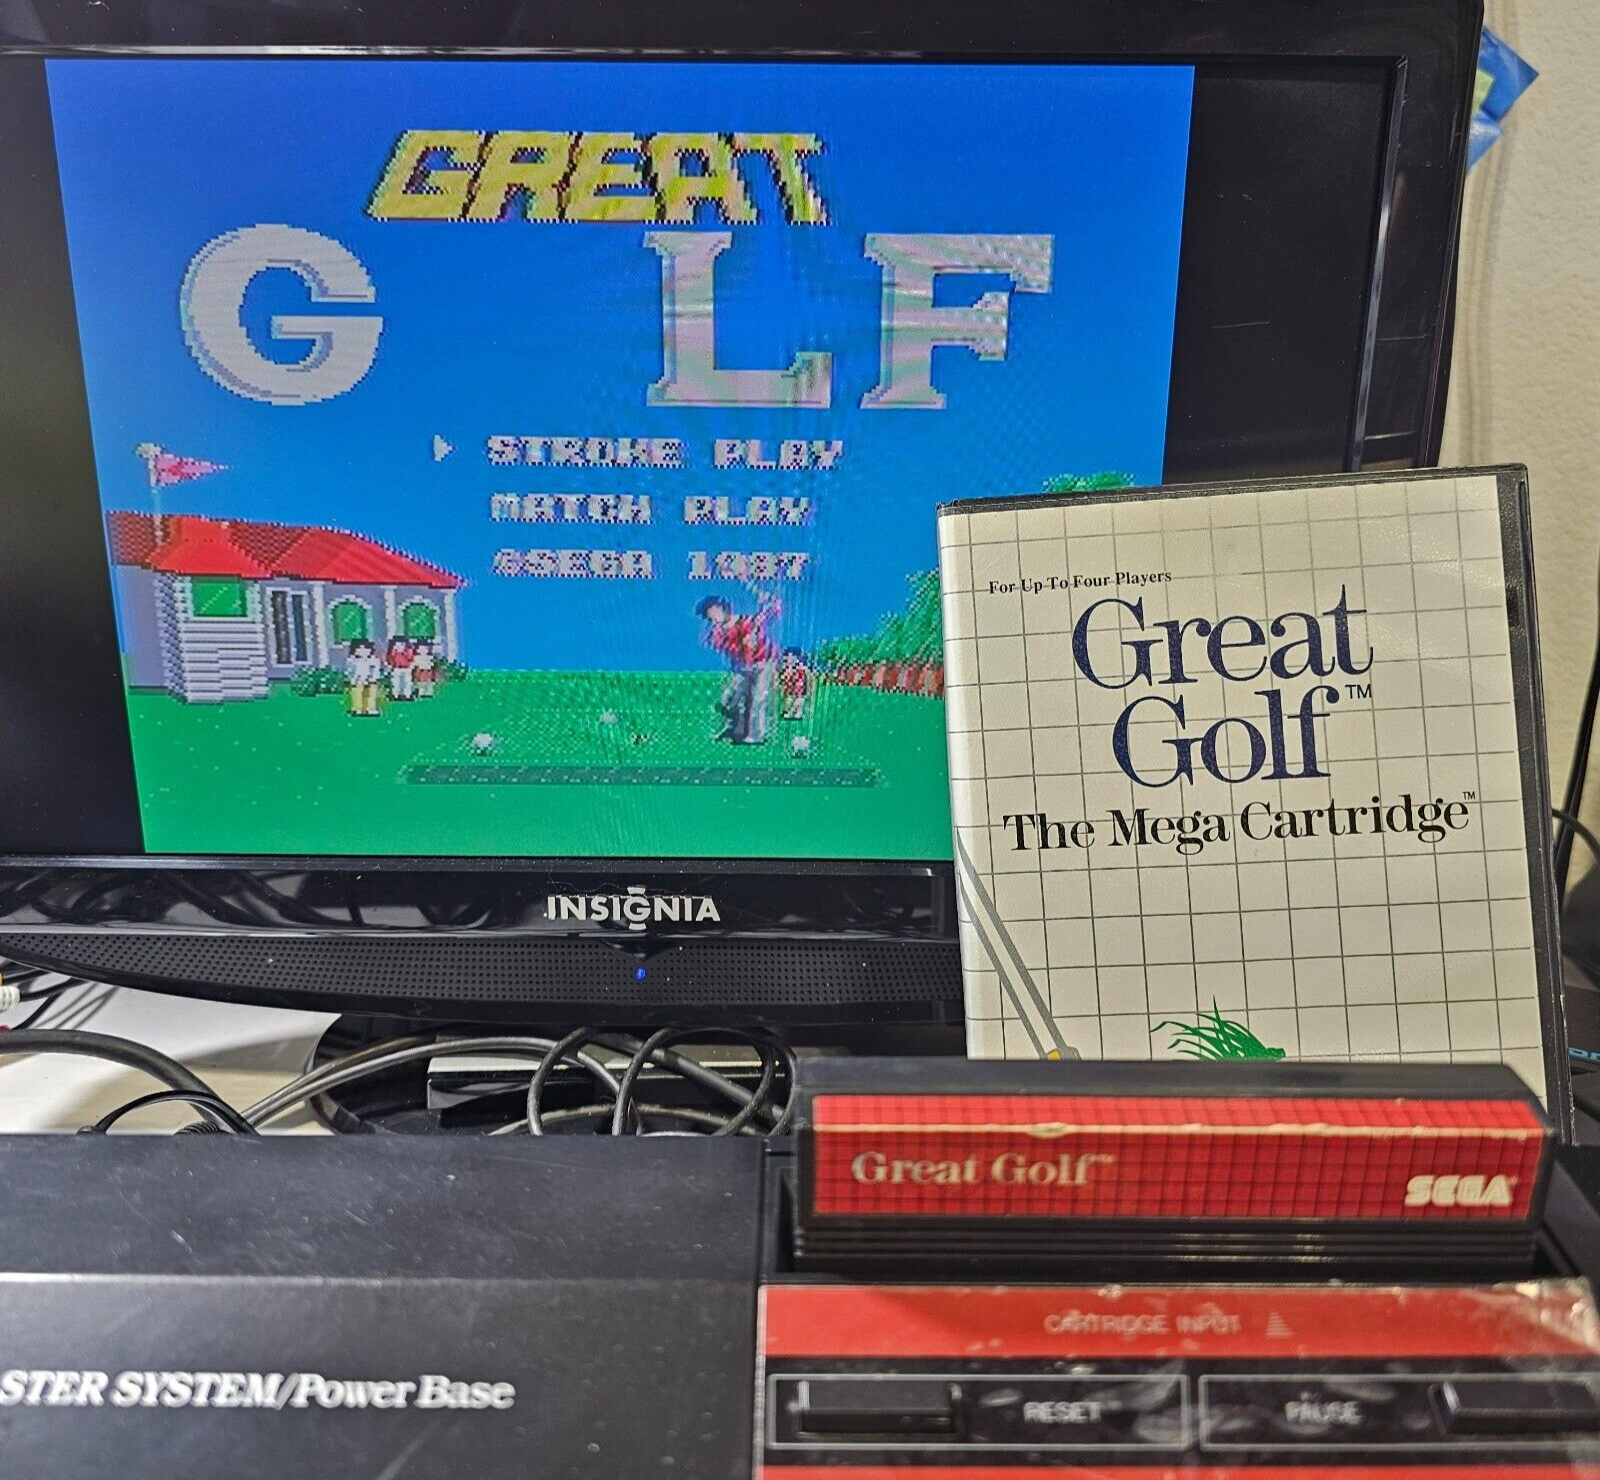 GREAT
G LF
STROKE PLAY
MATCH PLAY
©SEGA 1987
INSIGNIA
For Up To Four Players
Great
Golf™
The Mega Cartridge™
Great Golf™
SEGA
CARTRIDGE INPUT
STER SYSTEM/Power Base
RESET
PAUSE